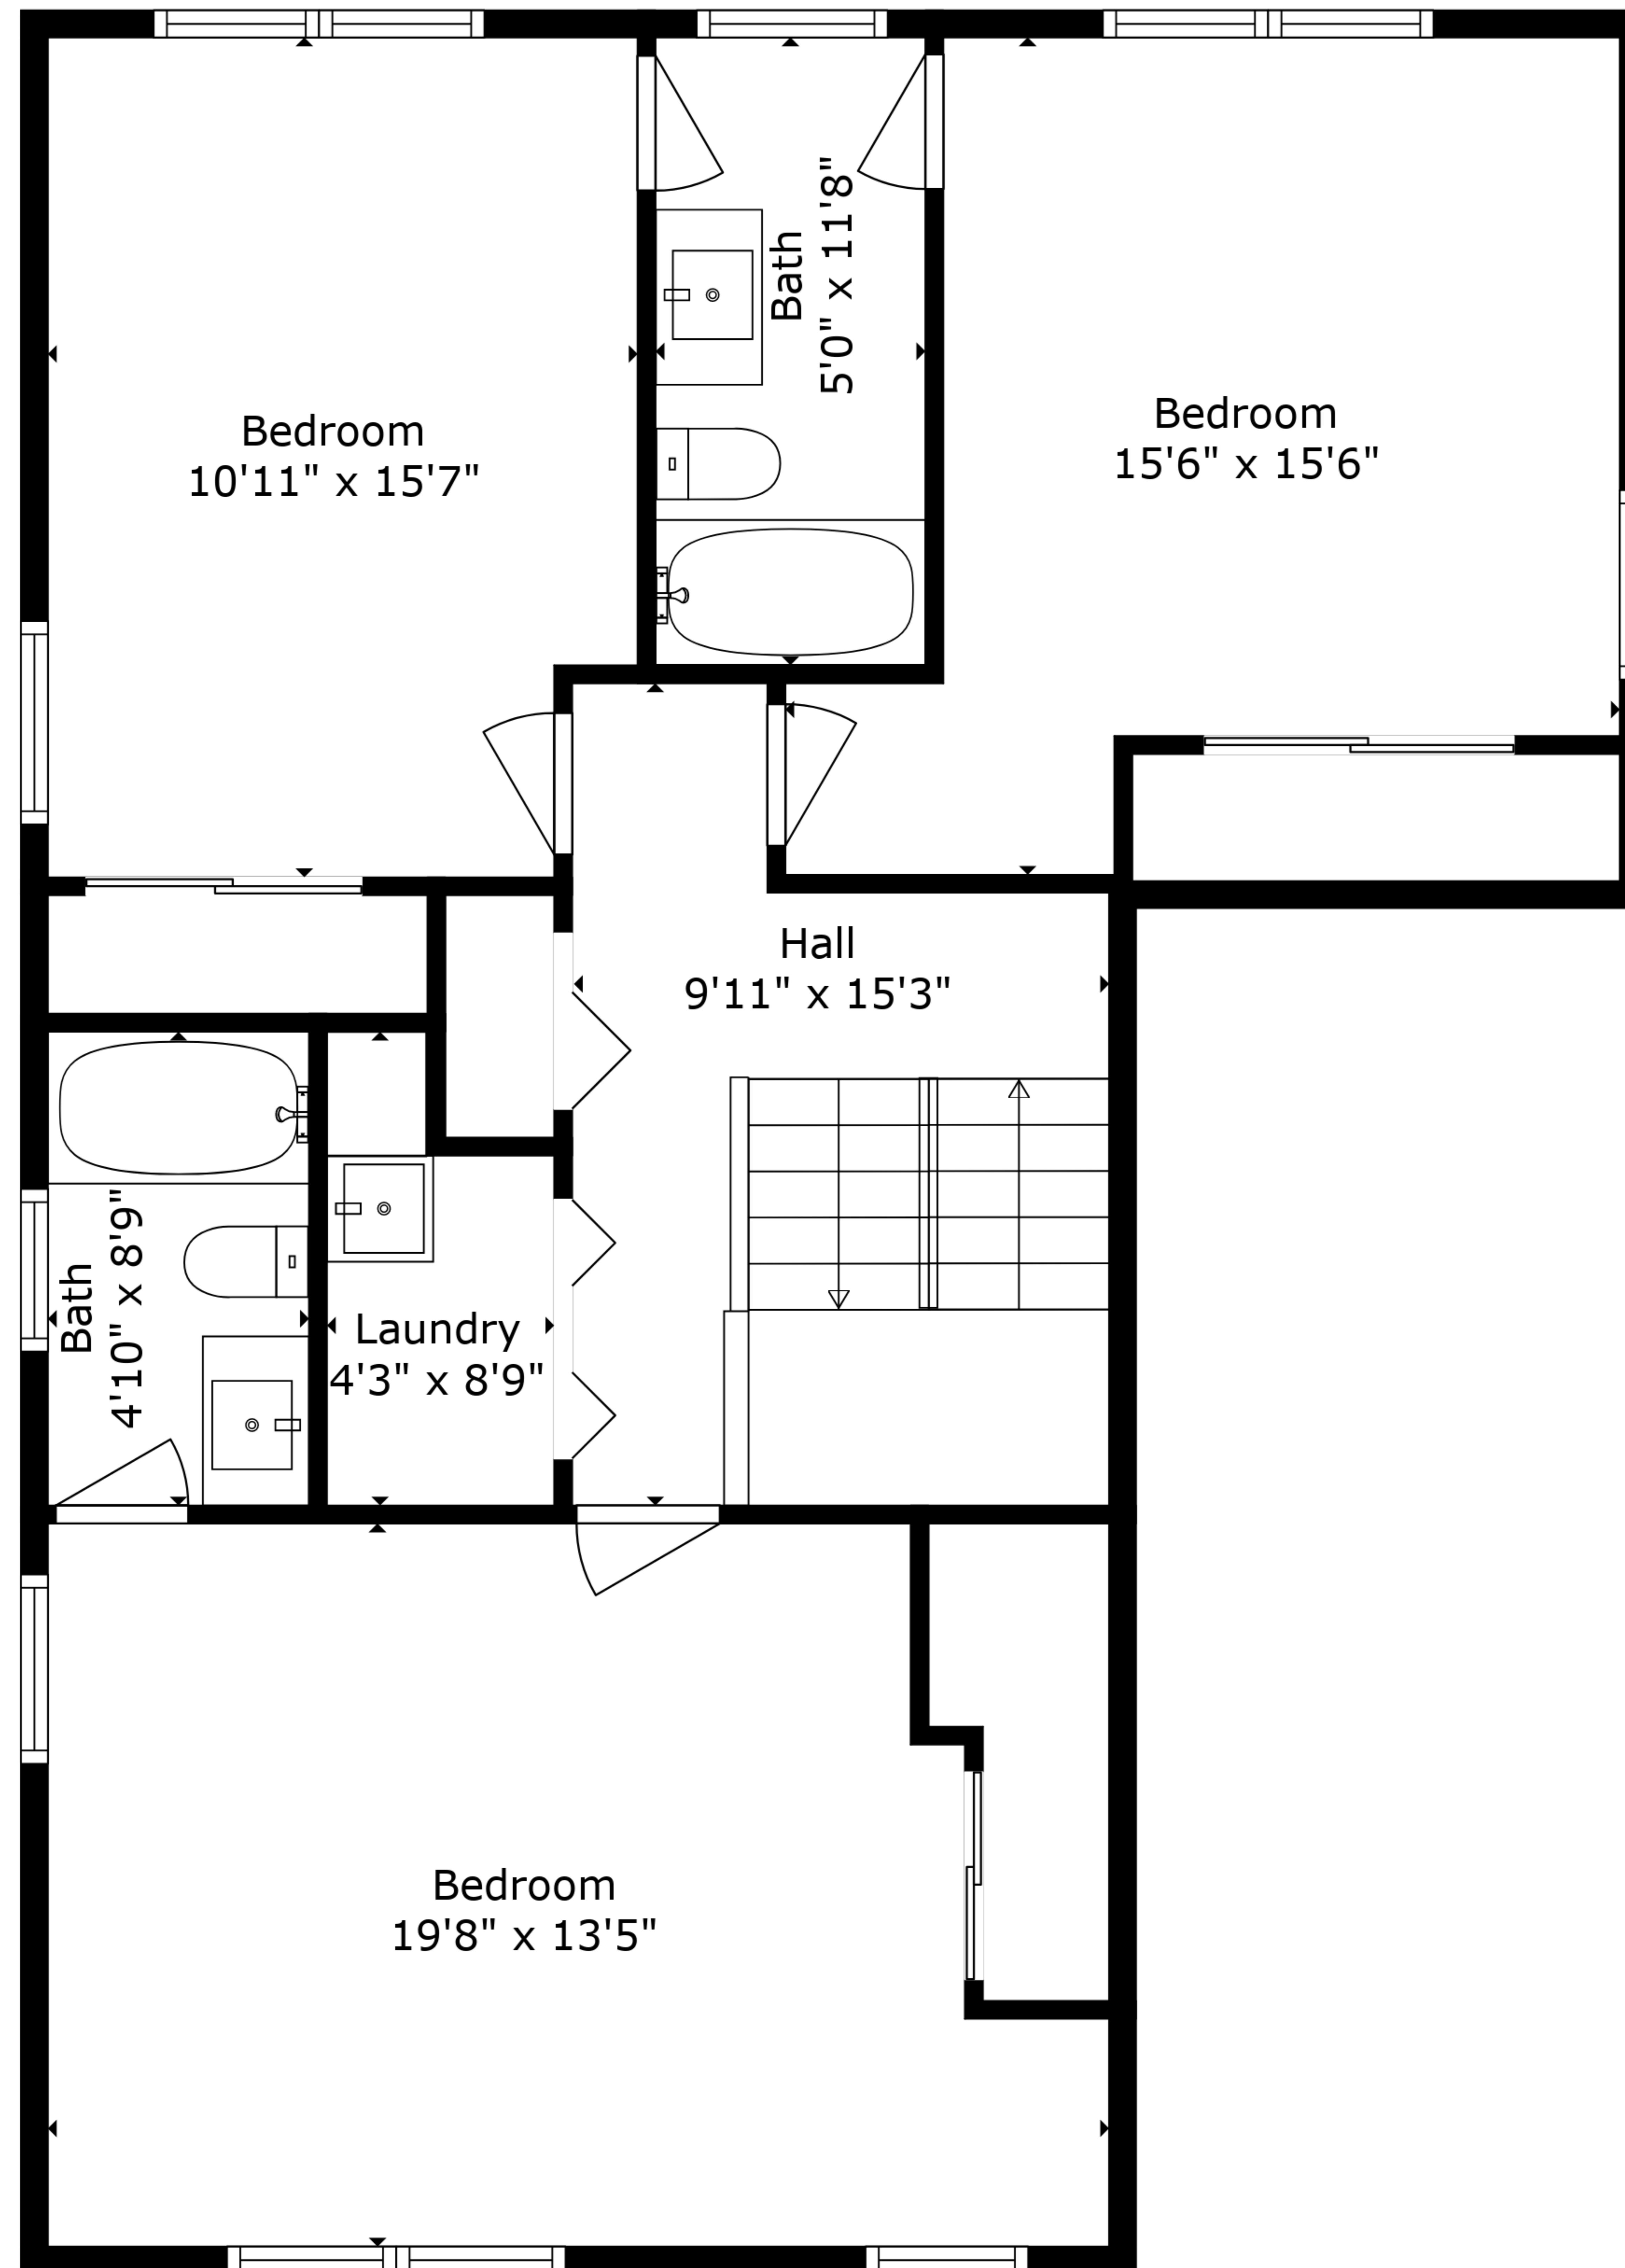 Bedroom
10'11" x 15'7"
Bath
5'0" x 11'8"
Bedroom
15'6" x 15'6"
Hall
9'11" x 15'3"
Bath
4'10" x 8'9"
Laundry
4'3" x 8'9"
Bedroom
19'8" x 13'5"